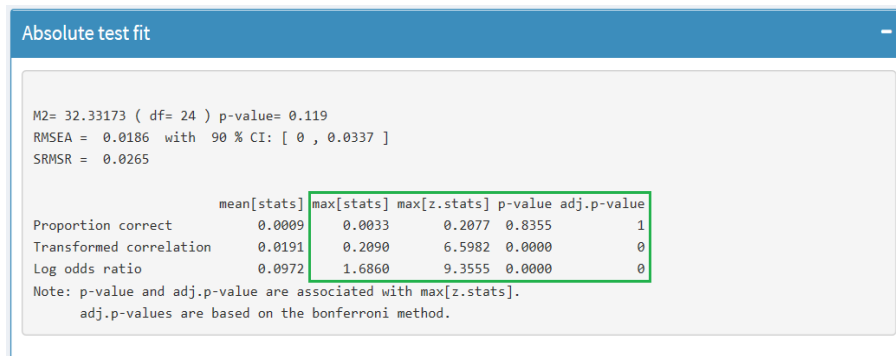 Absolute test fit
M2= 32.33173 ( df= 24 ) p-value= 0.119
RMSEA = 0.0186 with 90 % CI: [ 0 , 0.0337 ]
SRMSR = 0.0265
mean[stats] max[stats] max[z.stats] p-value adj.p-value
Proportion correct 0.0009 0.0033 0.2077 0.8355 1
Transformed correlation 0.0191 0.2090 6.5982 0.0000 0
Log odds ratio 0.0972 1.6860 9.3555 0.0000 0
Note: p-value and adj.p-value are associated with max[z.stats].
adj.p-values are based on the bonferroni method.